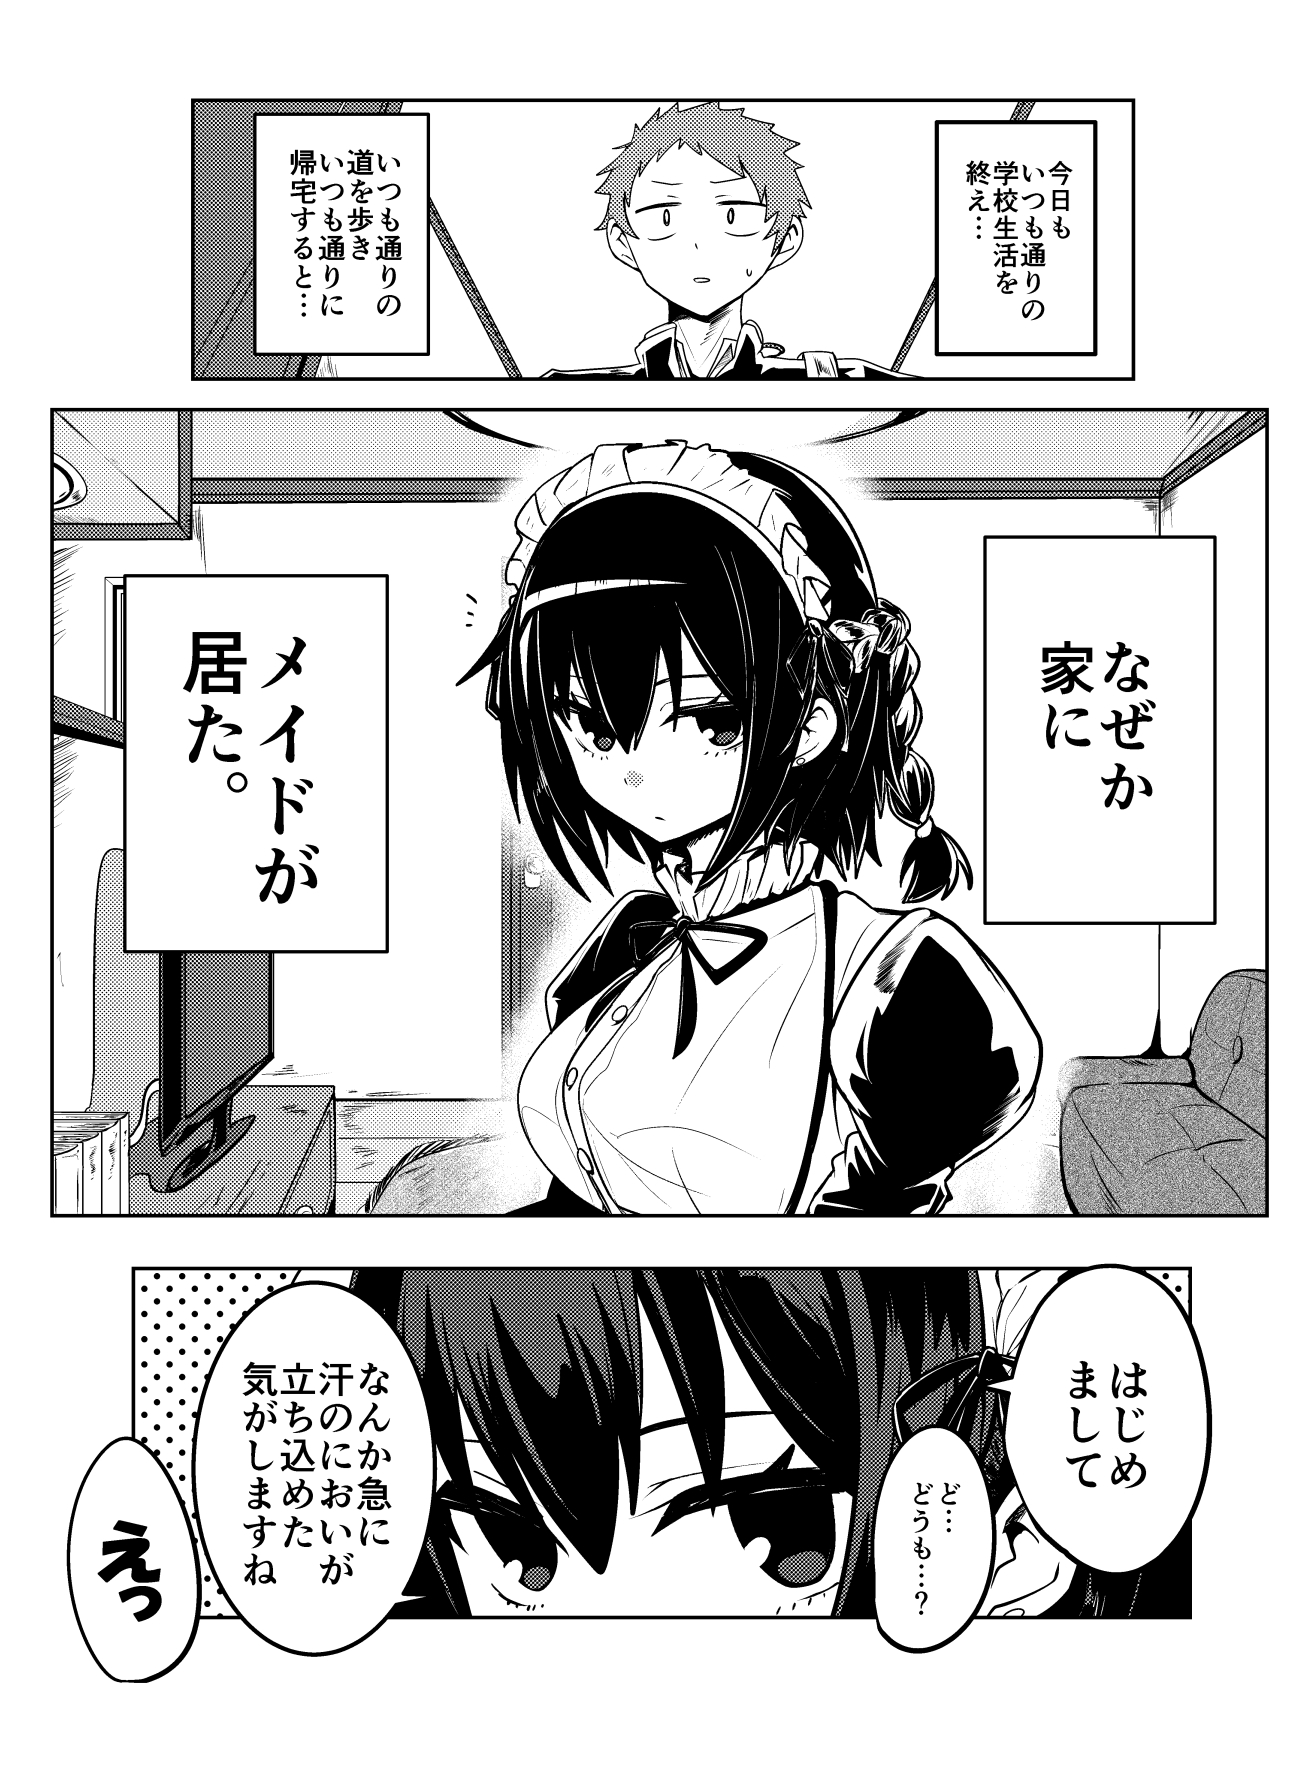 今日も
いつも通りの
学校生活を
終え…
いつも通りの
道を歩き
いつも通りに
帰宅すると…
なぜか
家に
メイドが
居た。
はじめ
まして
ど…
どうも…?
なんか急に
汗のにおいが
立ち込めた
気がしますね
えっ